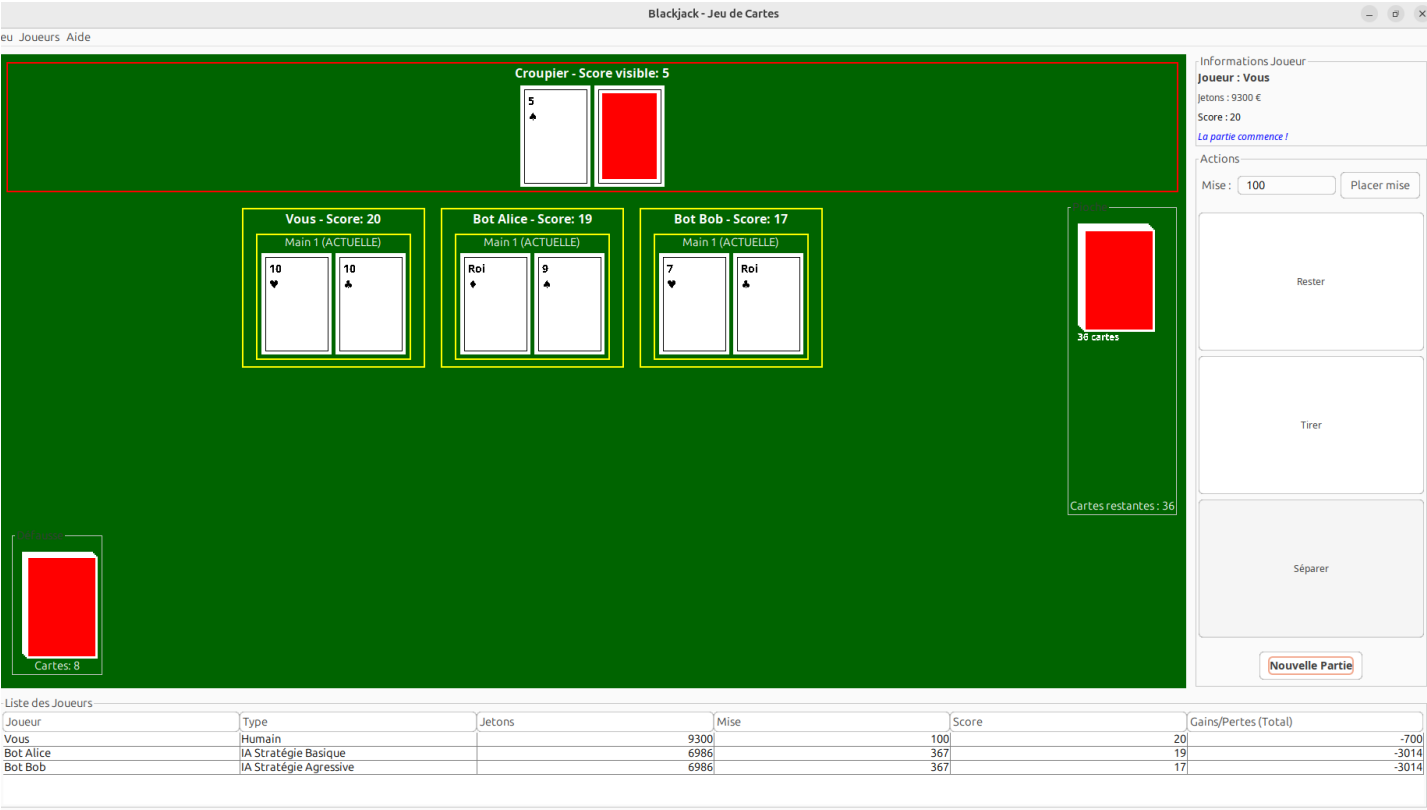 Blackjack - Jeu de Cartes
eu Joueurs Aide
Croupier - Score visible: 5
5
♠
Vous - Score: 20
Main 1 (ACTUELLE)
10 10
♥ ♣
Bot Alice - Score: 19
Main 1 (ACTUELLE)
Roi 9
♦ ♠
Bot Bob - Score: 17
Main 1 (ACTUELLE)
7 Roi
♥ ♣
36 cartes
Cartes restantes : 36
Cartes: 8
Informations Joueur
Joueur : Vous
Jetons : 9300 €
Score : 20
La partie commence !
Actions
Mise : 100 Placer mise
Rester
Tirer
Séparer
Nouvelle Partie
Liste des Joueurs
Joueur Type Jetons Mise Score Gains/Pertes (Total)
Vous Humain 9300 100 20 -700
Bot Alice IA Stratégie Basique 6986 367 19 -3014
Bot Bob IA Stratégie Agressive 6986 367 17 -3014